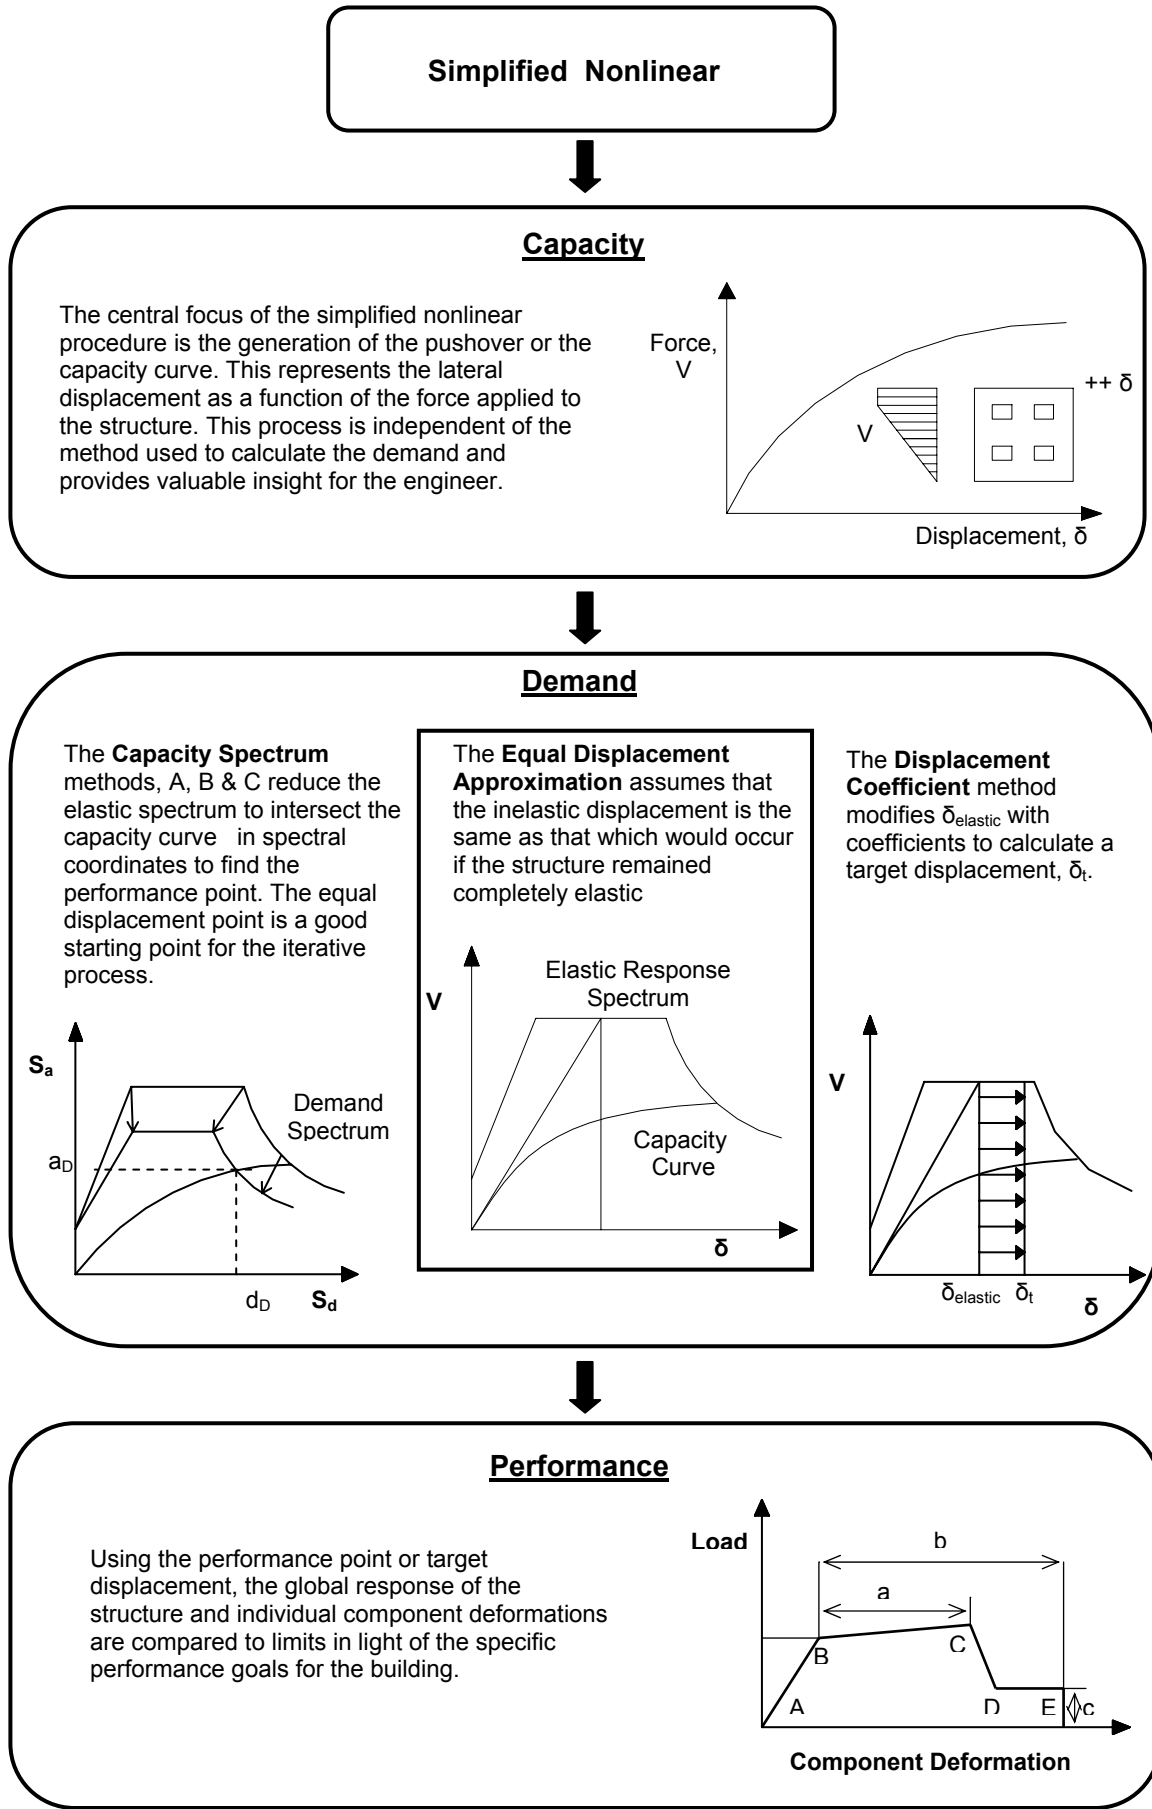 Simplified Nonlinear
Capacity
The central focus of the simplified nonlinear
procedure is the generation of the pushover or the
capacity curve. This represents the lateral
displacement as a function of the force applied to
the structure. This process is independent of the
method used to calculate the demand and
provides valuable insight for the engineer.
Force,
V
V
++ δ
Displacement, δ
Demand
The Capacity Spectrum
methods, A, B & C reduce the
elastic spectrum to intersect the
capacity curve in spectral
coordinates to find the
performance point. The equal
displacement point is a good
starting point for the iterative
process.
Sa
Demand
Spectrum
aD
dD
Sd
The Equal Displacement
Approximation assumes that
the inelastic displacement is the
same as that which would occur
if the structure remained
completely elastic
V
Elastic Response
Spectrum
Capacity
Curve
δ
The Displacement
Coefficient method
modifies δelastic with
coefficients to calculate a
target displacement, δt.
V
δelastic
δt
δ
Performance
Using the performance point or target
displacement, the global response of the
structure and individual component deformations
are compared to limits in light of the specific
performance goals for the building.
Load
b
a
B
C
A
D
E
c
Component Deformation